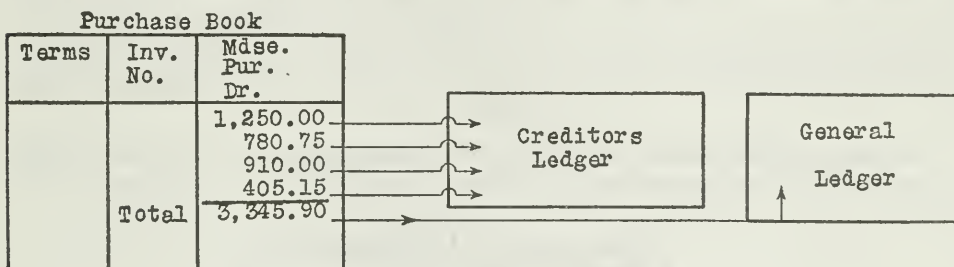 Purchase Book
Terms
Inv.
No.
Mdse.
Pur.
Dr.
1,250.00
780.75
910.00
405.15
Total 3,345.90
Creditors
Ledger
General
Ledger